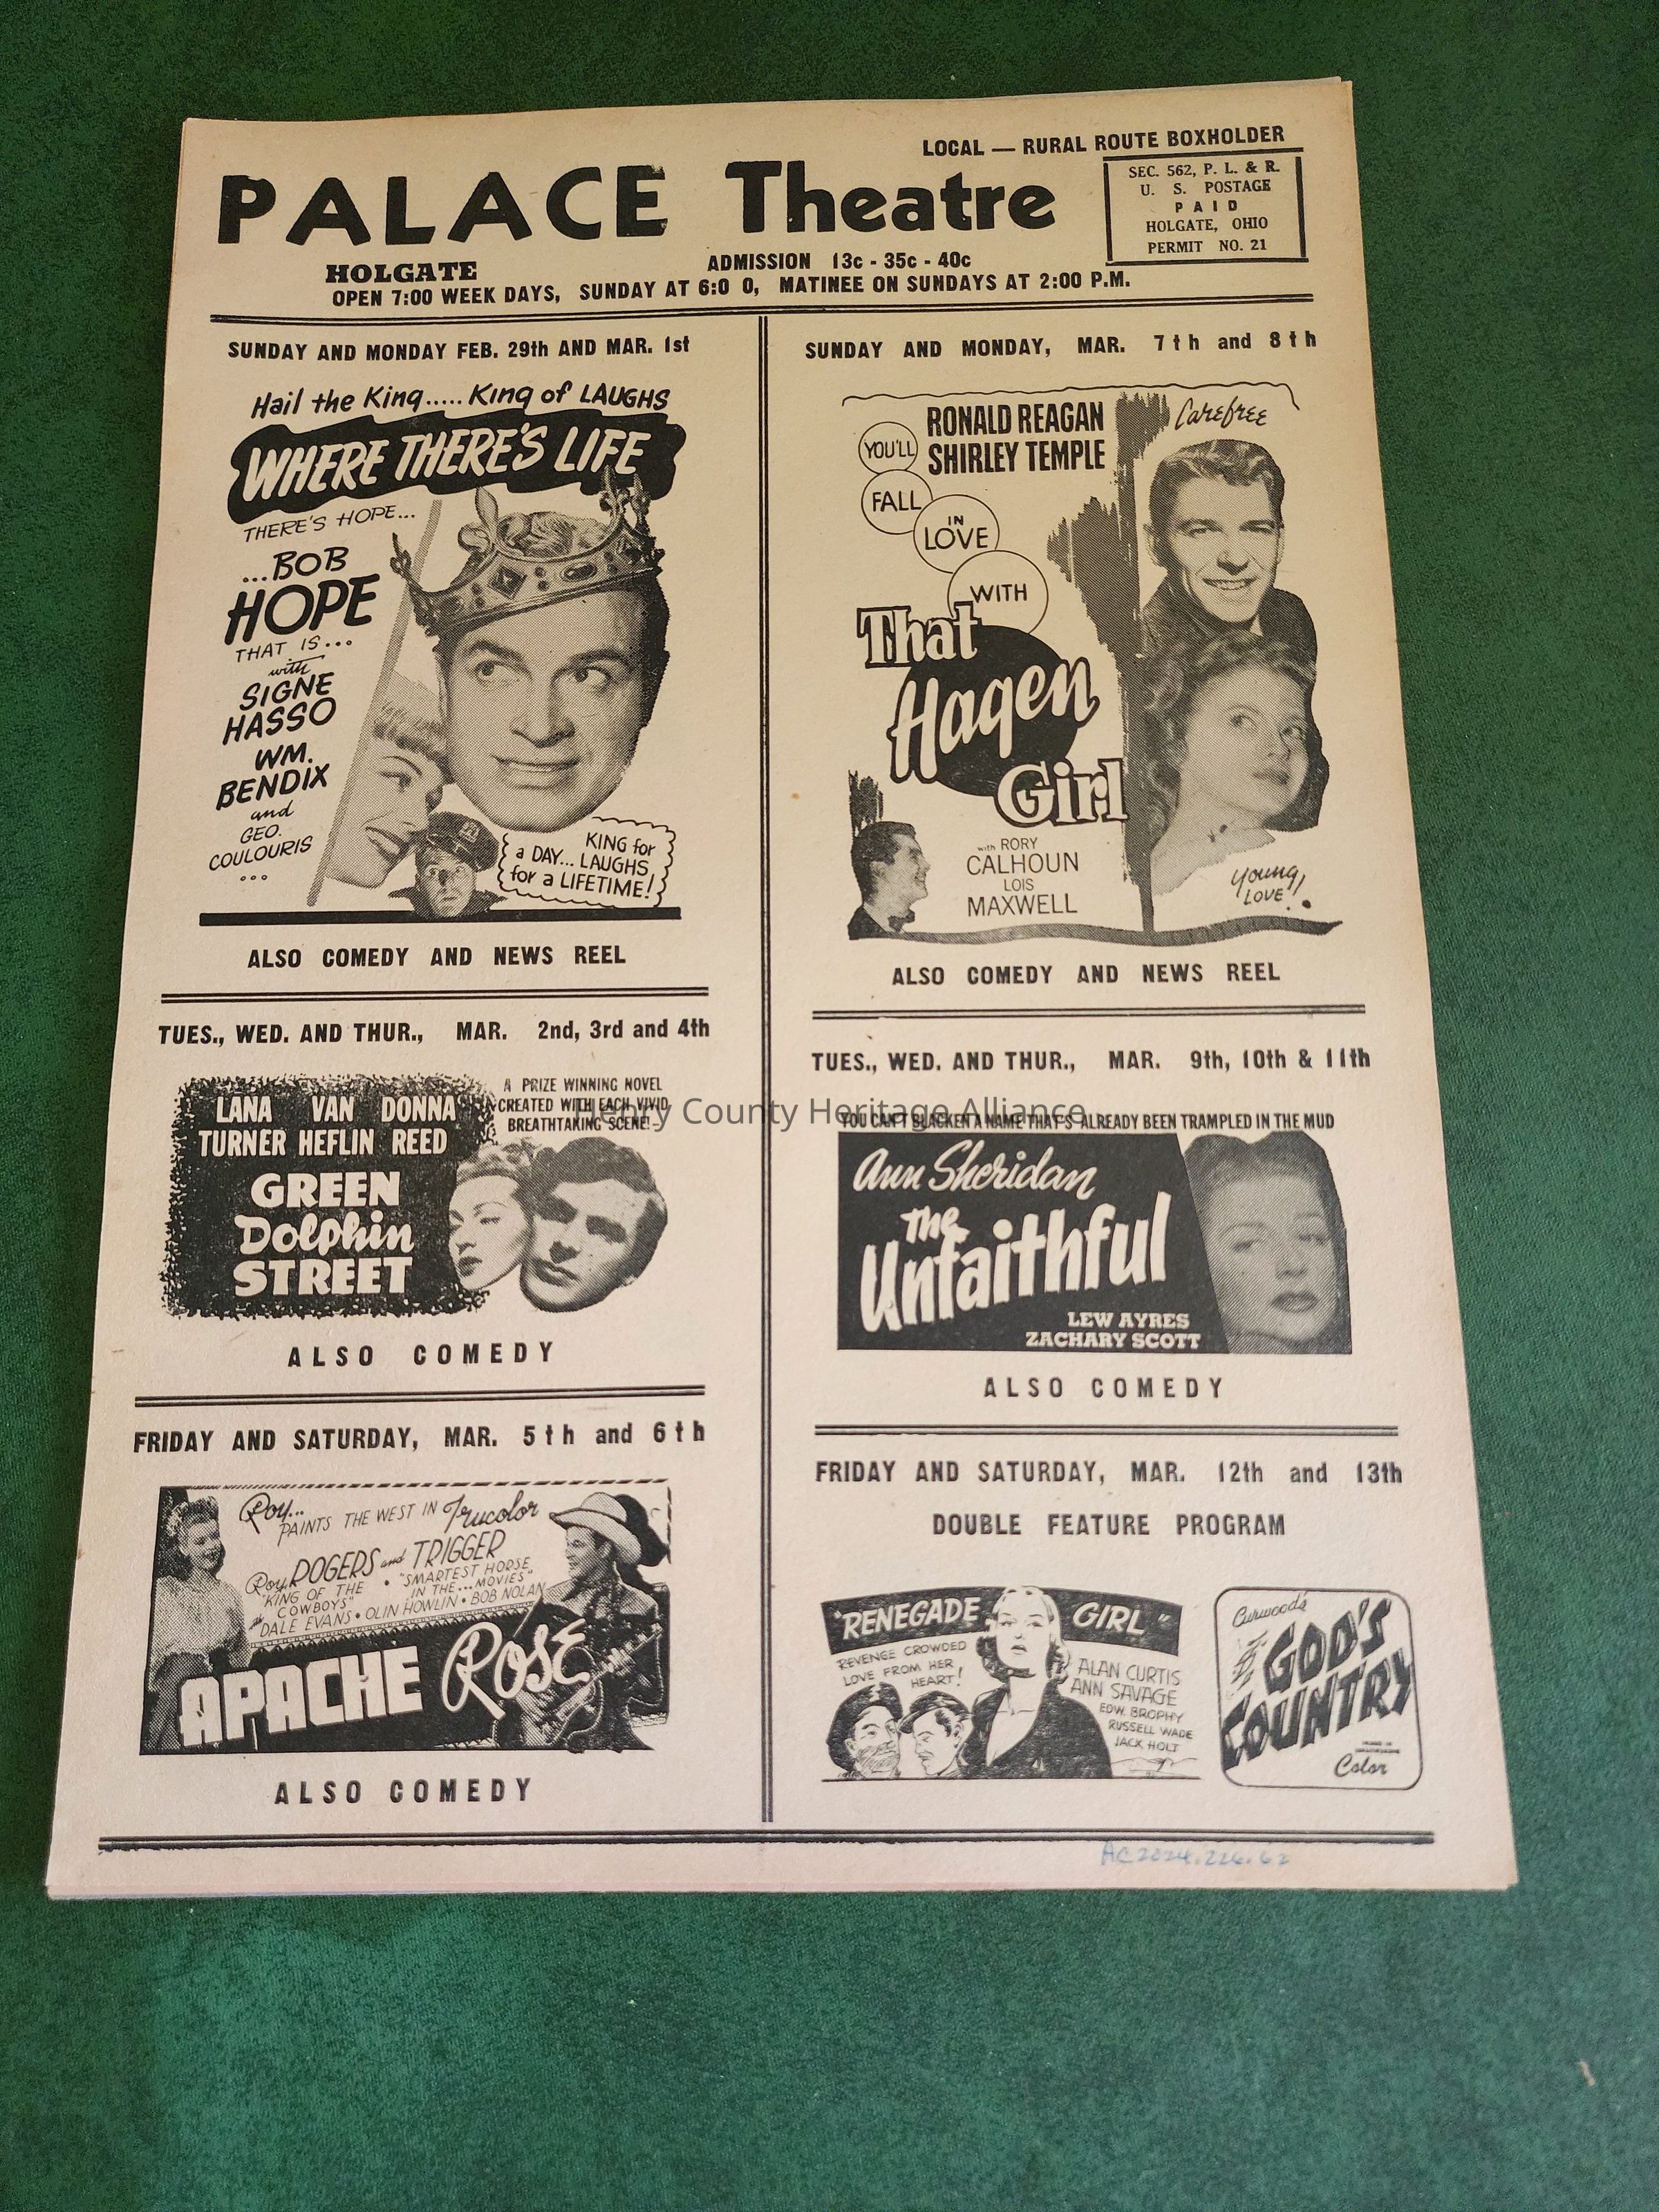 LOCAL — RURAL ROUTE BOXHOLDER
PALACE Theatre
SEC. 562, P. L. & R.
U. S. POSTAGE
PAID
HOLGATE, OHIO
PERMIT NO. 21
HOLGATE
ADMISSION 13c - 35c - 40c
OPEN 7:00 WEEK DAYS, SUNDAY AT 6:0 0, MATINEE ON SUNDAYS AT 2:00 P.M.
SUNDAY AND MONDAY FEB. 29th AND MAR. 1st
Hail the King..... King of LAUGHS
WHERE THERE'S LIFE
THERE'S HOPE...
...BOB
HOPE
THAT IS...
with
SIGNE
HASSO
WM.
BENDIX
and
GEO.
COULOURIS
...
KING for
a DAY... LAUGHS
for a LIFETIME!
ALSO COMEDY AND NEWS REEL
TUES., WED. AND THUR., MAR. 2nd, 3rd and 4th
LANA VAN DONNA
TURNER HEFLIN REED
A PRIZE WINNING NOVEL
CREATED WITH EACH VIVID,
BREATHTAKING SCENE!
GREEN
Dolphin
STREET
ALSO COMEDY
FRIDAY AND SATURDAY, MAR. 5th and 6th
Roy...
PAINTS THE WEST IN Trucolor
Roy ROGERS and TRIGGER
"KING OF THE COWBOYS" • "SMARTEST HORSE IN THE... MOVIES"
DALE EVANS • OLIN HOWLIN • BOB NOLAN
APACHE Rose
ALSO COMEDY
SUNDAY AND MONDAY, MAR. 7th and 8th
RONALD REAGAN
SHIRLEY TEMPLE
Carefree
YOU'LL
FALL
IN
LOVE
WITH
That
Hagen
Girl
with RORY
CALHOUN
LOIS
MAXWELL
young
LOVE!
ALSO COMEDY AND NEWS REEL
TUES., WED. AND THUR., MAR. 9th, 10th & 11th
YOU CAN'T BLACKEN A NAME THAT'S ALREADY BEEN TRAMPLED IN THE MUD
Ann Sheridan
The
Unfaithful
LEW AYRES
ZACHARY SCOTT
ALSO COMEDY
FRIDAY AND SATURDAY, MAR. 12th and 13th
DOUBLE FEATURE PROGRAM
"RENEGADE GIRL"
REVENGE CROWDED
LOVE FROM HER
HEART!
ALAN CURTIS
ANN SAVAGE
EDW. BROPHY
RUSSELL WADE
JACK HOLT
Curwood's
GOD'S
COUNTRY
Color
AC2024.226.62
Henry County Heritage Alliance